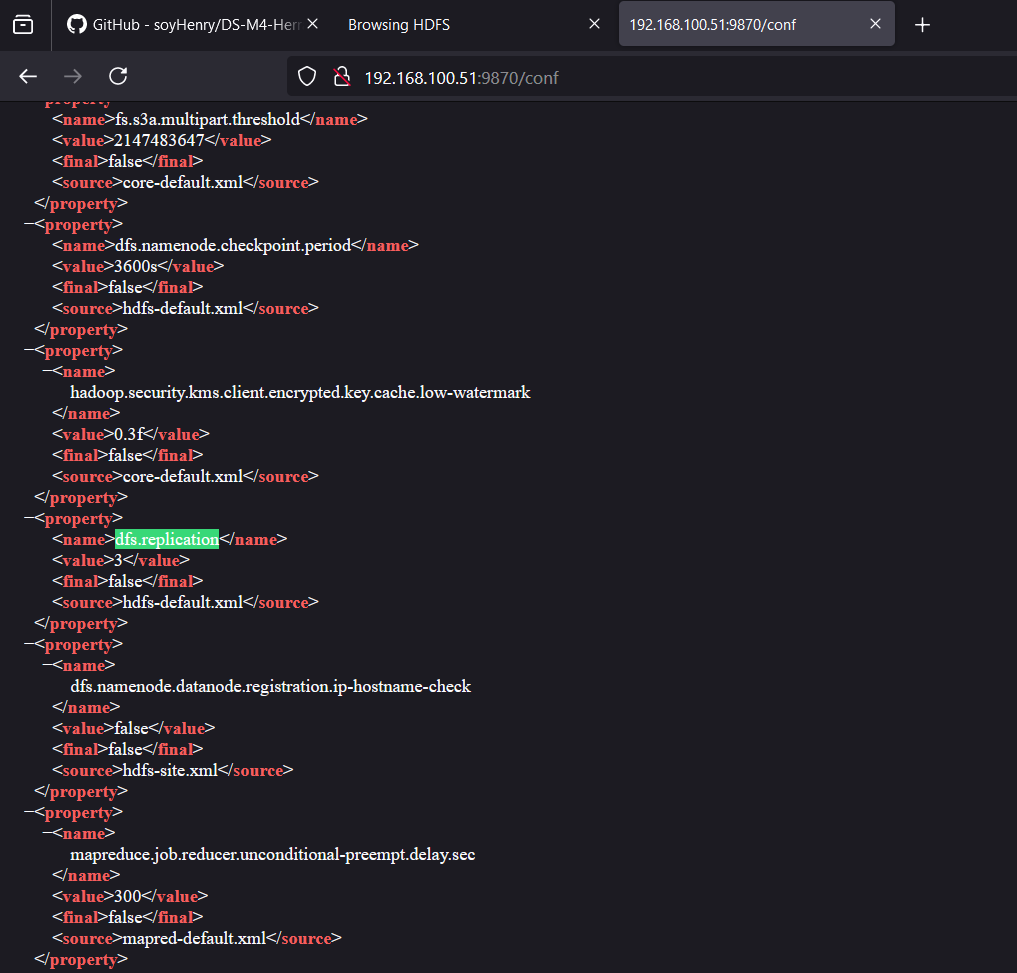 GitHub - soyHenry/DS-M4-Herr
Browsing HDFS
192.168.100.51:9870/conf
192.168.100.51:9870/conf
property
<name>fs.s3a.multipart.threshold</name>
<value>2147483647</value>
<final>false</final>
<source>core-default.xml</source>
</property>
−<property>
<name>dfs.namenode.checkpoint.period</name>
<value>3600s</value>
<final>false</final>
<source>hdfs-default.xml</source>
</property>
−<property>
−<name>
hadoop.security.kms.client.encrypted.key.cache.low-watermark
</name>
<value>0.3f</value>
<final>false</final>
<source>core-default.xml</source>
</property>
−<property>
<name>dfs.replication</name>
<value>3</value>
<final>false</final>
<source>hdfs-default.xml</source>
</property>
−<property>
−<name>
dfs.namenode.datanode.registration.ip-hostname-check
</name>
<value>false</value>
<final>false</final>
<source>hdfs-site.xml</source>
</property>
−<property>
−<name>
mapreduce.job.reducer.unconditional-preempt.delay.sec
</name>
<value>300</value>
<final>false</final>
<source>mapred-default.xml</source>
</property>